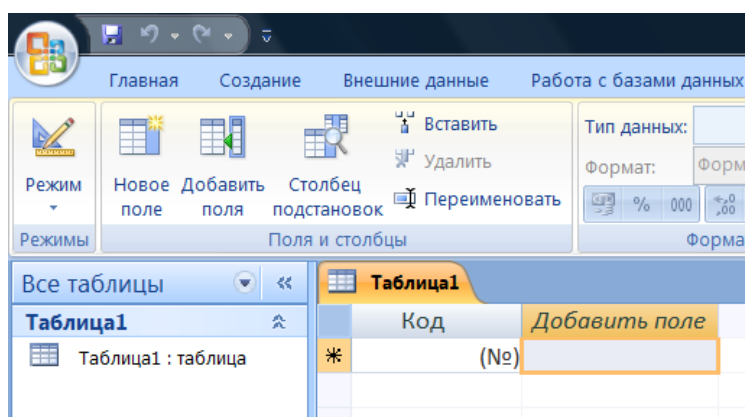 Главная Создание Внешние данные Работа с базами данных
Режим
Новое поле
Добавить поля
Столбец подстановок
Вставить
Удалить
Переименовать
Тип данных:
Формат:
% 000 ,00
Режимы Поля и столбцы
Все таблицы
Таблица1
Таблица1 : таблица
Таблица1
Код Добавить поле
(№)